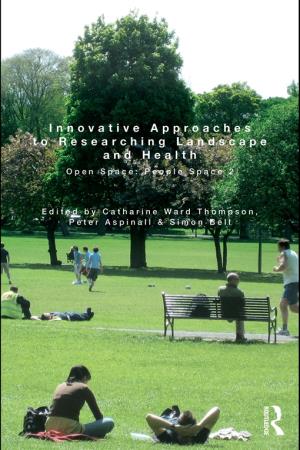 Innovative Approaches
to Researching Landscape
and Health
Open Space: People Space 2
Edited by Catharine Ward Thompson,
Peter Aspinall & Simon Bell
R
ROUTLEDGE